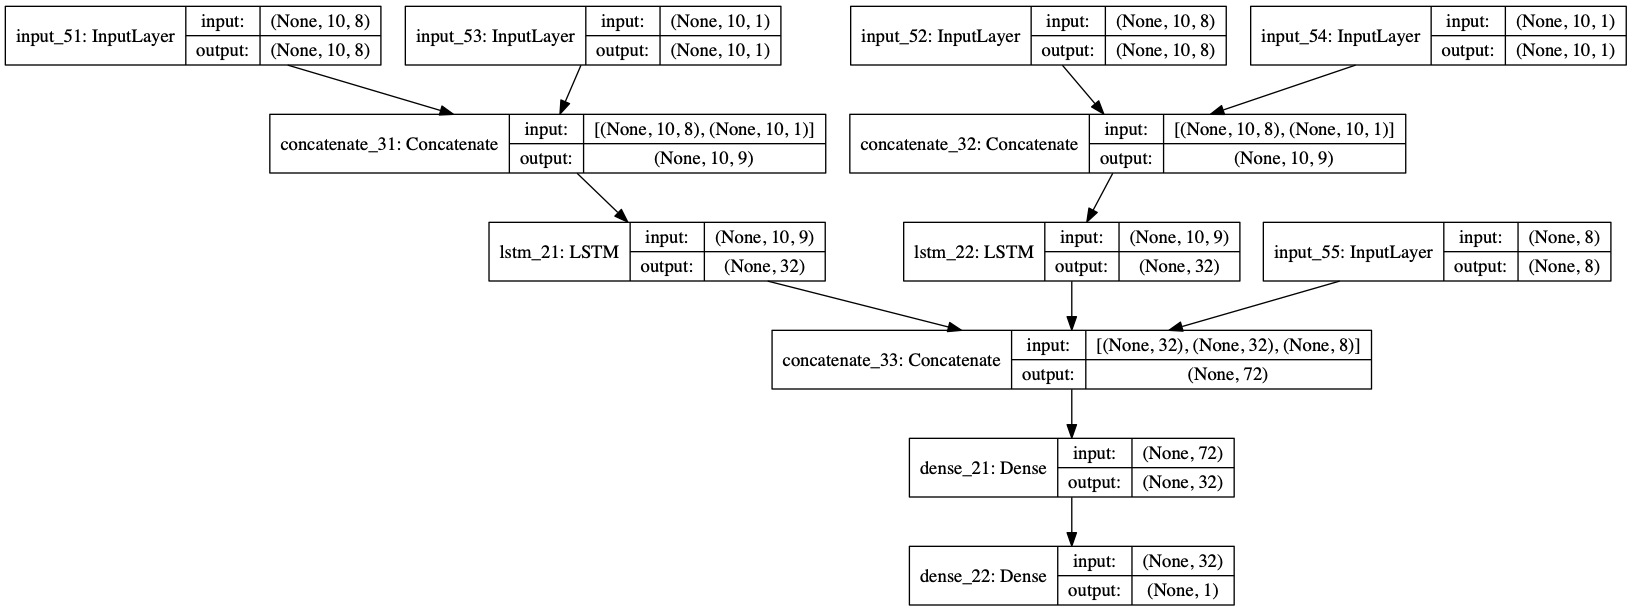 input_51: InputLayer
input:
(None, 10, 8)
output:
(None, 10, 8)
input_53: InputLayer
input:
(None, 10, 1)
output:
(None, 10, 1)
input_52: InputLayer
input:
(None, 10, 8)
output:
(None, 10, 8)
input_54: InputLayer
input:
(None, 10, 1)
output:
(None, 10, 1)
concatenate_31: Concatenate
input:
[(None, 10, 8), (None, 10, 1)]
output:
(None, 10, 9)
concatenate_32: Concatenate
input:
[(None, 10, 8), (None, 10, 1)]
output:
(None, 10, 9)
lstm_21: LSTM
input:
(None, 10, 9)
output:
(None, 32)
lstm_22: LSTM
input:
(None, 10, 9)
output:
(None, 32)
input_55: InputLayer
input:
(None, 8)
output:
(None, 8)
concatenate_33: Concatenate
input:
[(None, 32), (None, 32), (None, 8)]
output:
(None, 72)
dense_21: Dense
input:
(None, 72)
output:
(None, 32)
dense_22: Dense
input:
(None, 32)
output:
(None, 1)